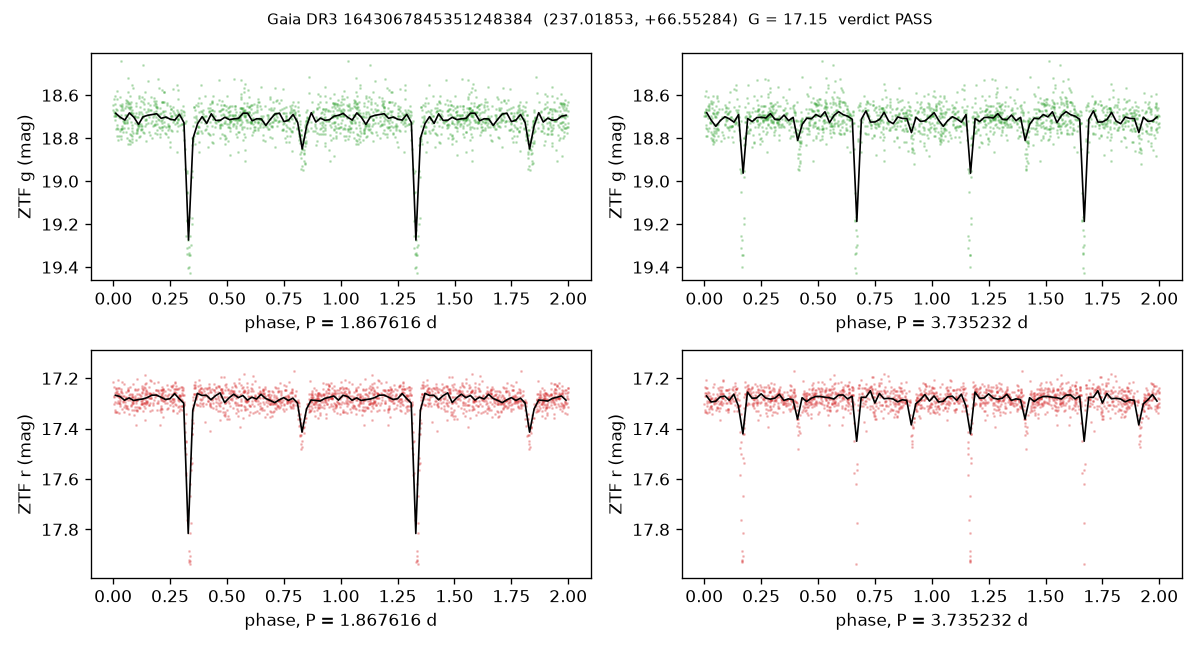 Gaia DR3 1643067845351248384 (237.01853, +66.55284) G = 17.15 verdict PASS
ZTF g (mag)
18.6
18.8
19.0
19.2
19.4
0.00 0.25 0.50 0.75 1.00 1.25 1.50 1.75 2.00
phase, P = 1.867616 d
ZTF g (mag)
18.6
18.8
19.0
19.2
19.4
0.00 0.25 0.50 0.75 1.00 1.25 1.50 1.75 2.00
phase, P = 3.735232 d
ZTF r (mag)
17.2
17.4
17.6
17.8
0.00 0.25 0.50 0.75 1.00 1.25 1.50 1.75 2.00
phase, P = 1.867616 d
ZTF r (mag)
17.2
17.4
17.6
17.8
0.00 0.25 0.50 0.75 1.00 1.25 1.50 1.75 2.00
phase, P = 3.735232 d